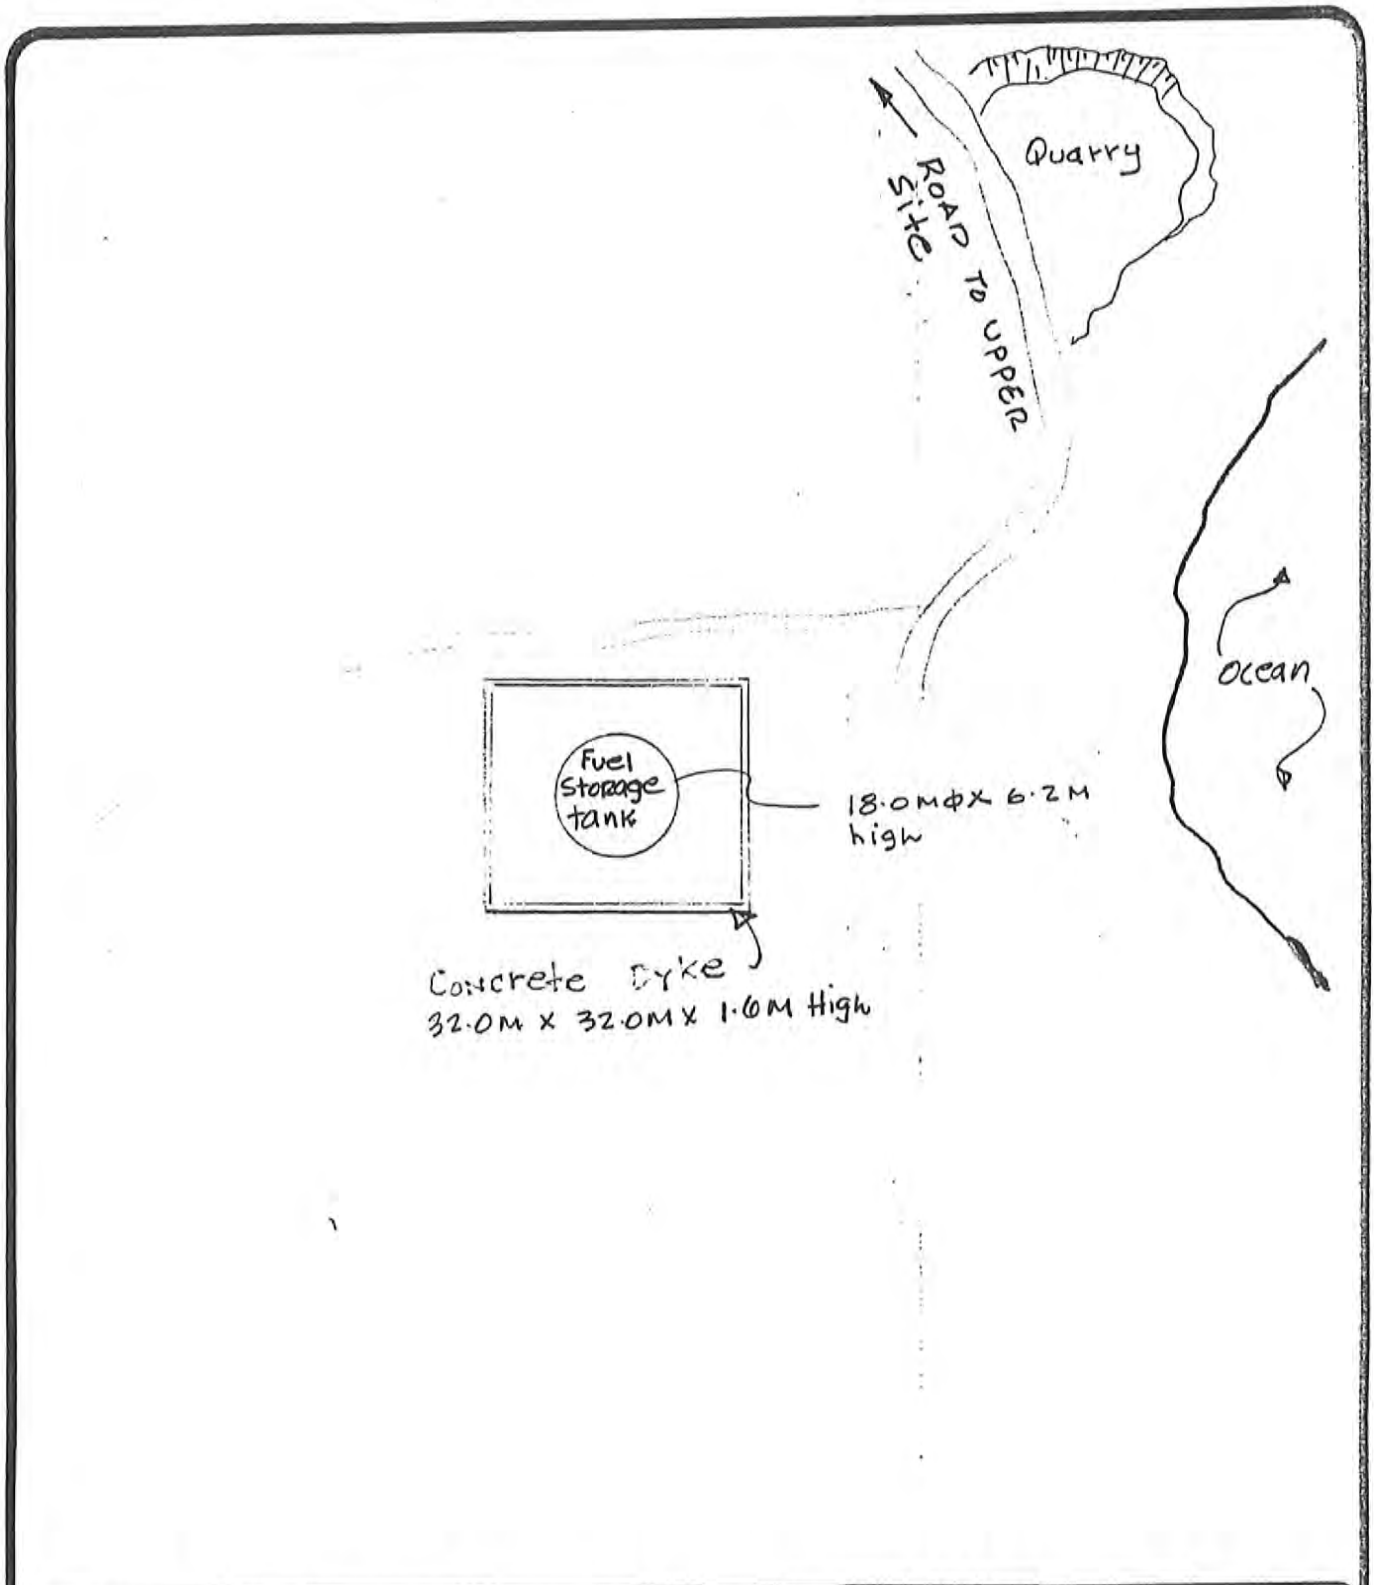 Quarry
ROAD TO UPPER
Site
Ocean
Fuel
Storage
tank
18.0MΦX 6.2M
high
Concrete Dyke
32.0M X 32.0M X 1.6M High